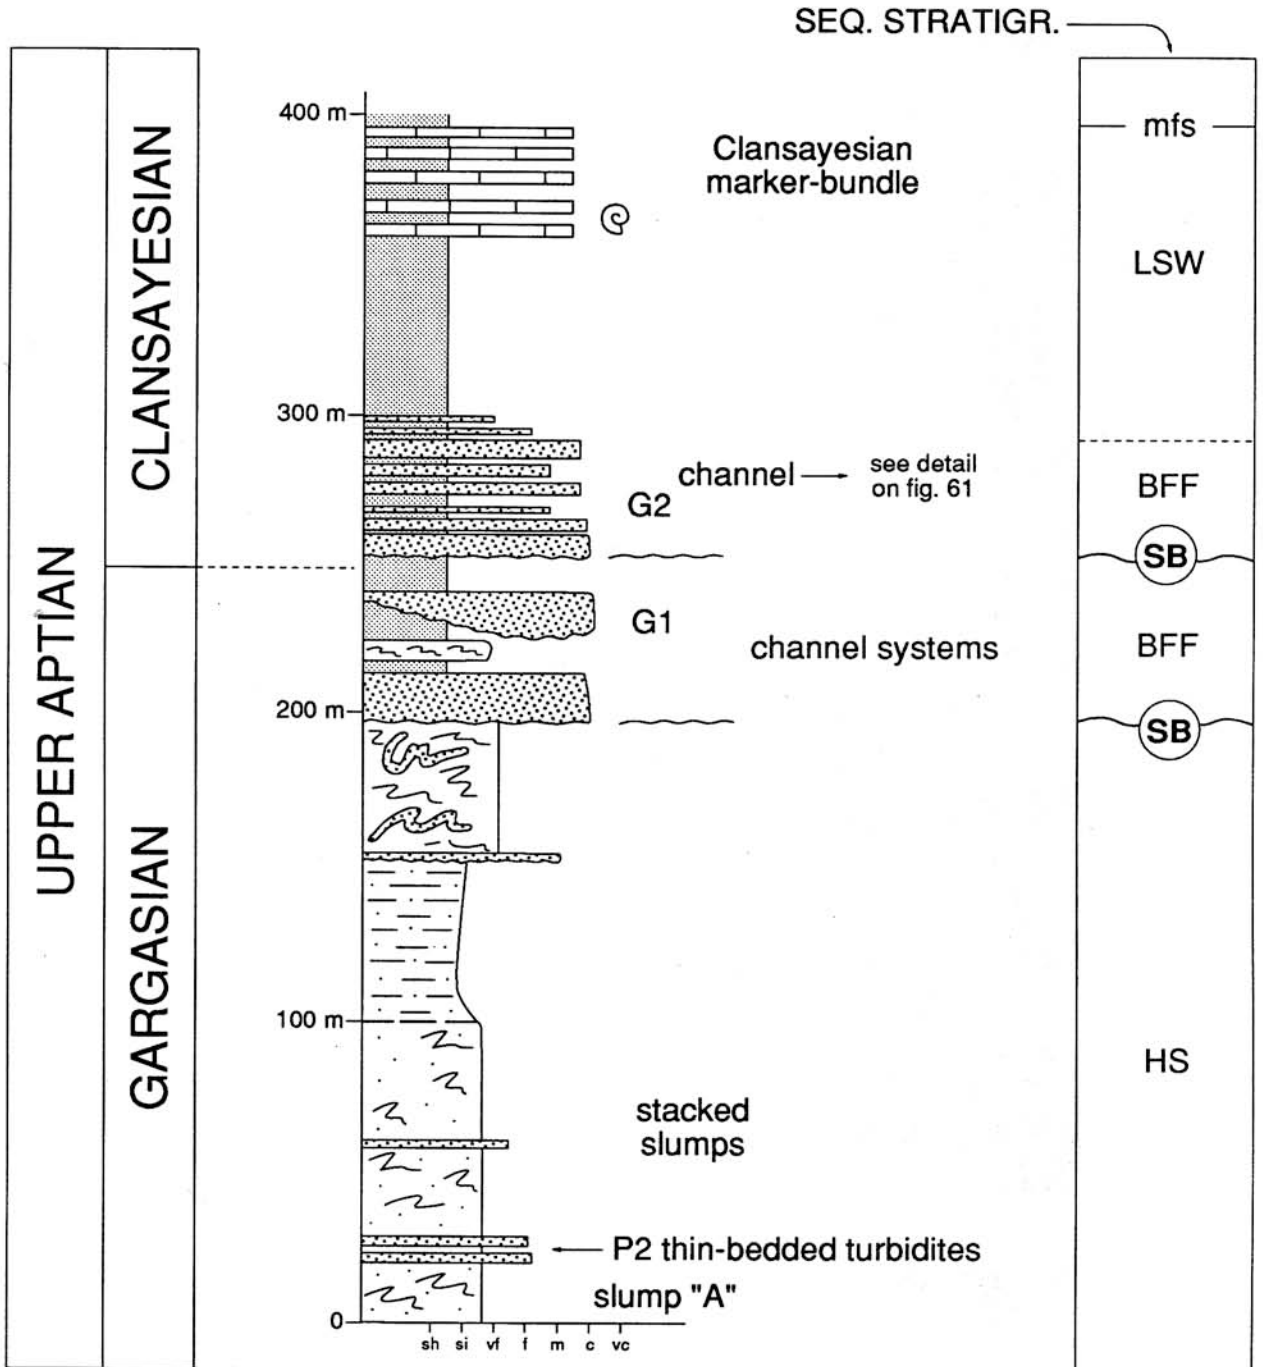 SEQ. STRATIGR.
UPPER APTIAN
CLANSAYESIAN
GARGASIAN
400 m
300 m
200 m
100 m
0
sh si vf f m c vc
Clansayesian
marker-bundle
channel
see detail
on fig. 61
G2
G1
channel systems
stacked
slumps
P2 thin-bedded turbidites
slump "A"
mfs
LSW
BFF
SB
BFF
SB
HS